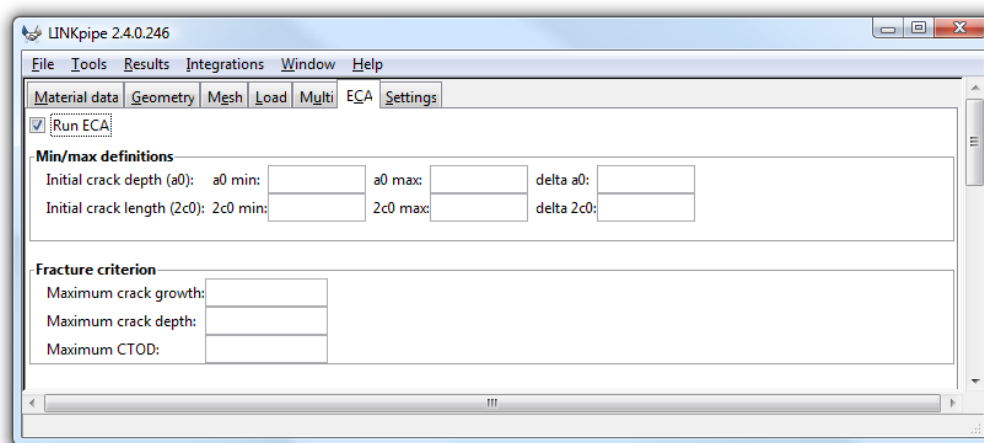 LINKpipe 2.4.0.246
File Tools Results Integrations Window Help
Material data Geometry Mesh Load Multi ECA Settings
Run ECA
Min/max definitions
Initial crack depth (a0): a0 min: a0 max: delta a0:
Initial crack length (2c0): 2c0 min: 2c0 max: delta 2c0:
Fracture criterion
Maximum crack growth:
Maximum crack depth:
Maximum CTOD: